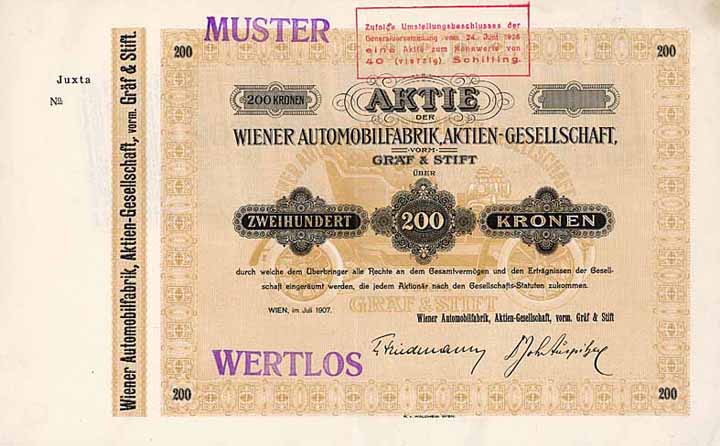 MUSTER
Zufolge Umstellungsbeschlusses der
Generalversammlung vom 24. Juni 1926
eine Aktie zum Nennwerte von
40 (vierzig) Schilling.
200
200
Juxta
No
Wiener Automobilfabrik, Aktien-Gesellschaft, vorm. Gräf & Stift.
200 KRONEN
AKTIE
DER
WIENER AUTOMOBILFABRIK, AKTIEN-GESELLSCHAFT,
VORM
GRÄF & STIFT
ÜBER
ZWEIHUNDERT 200 KRONEN
durch welche dem Überbringer alle Rechte an dem Gesamtvermögen und den Erträgnissen der Gesell-
schaft eingeräumt werden, die jedem Aktionär nach den Gesellschafts-Statuten zukommen.
GRÄF & STIFT
WIEN, im Juli 1907.
Wiener Automobilfabrik, Aktien-Gesellschaft, vorm. Gräf & Stift
Friedemann
WERTLOS
200
200